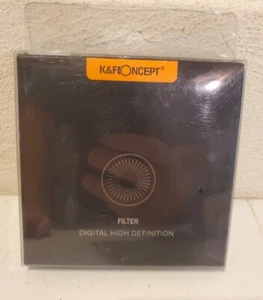 K&F CONCEPT®
FILTER
DIGITAL HIGH DEFINITION